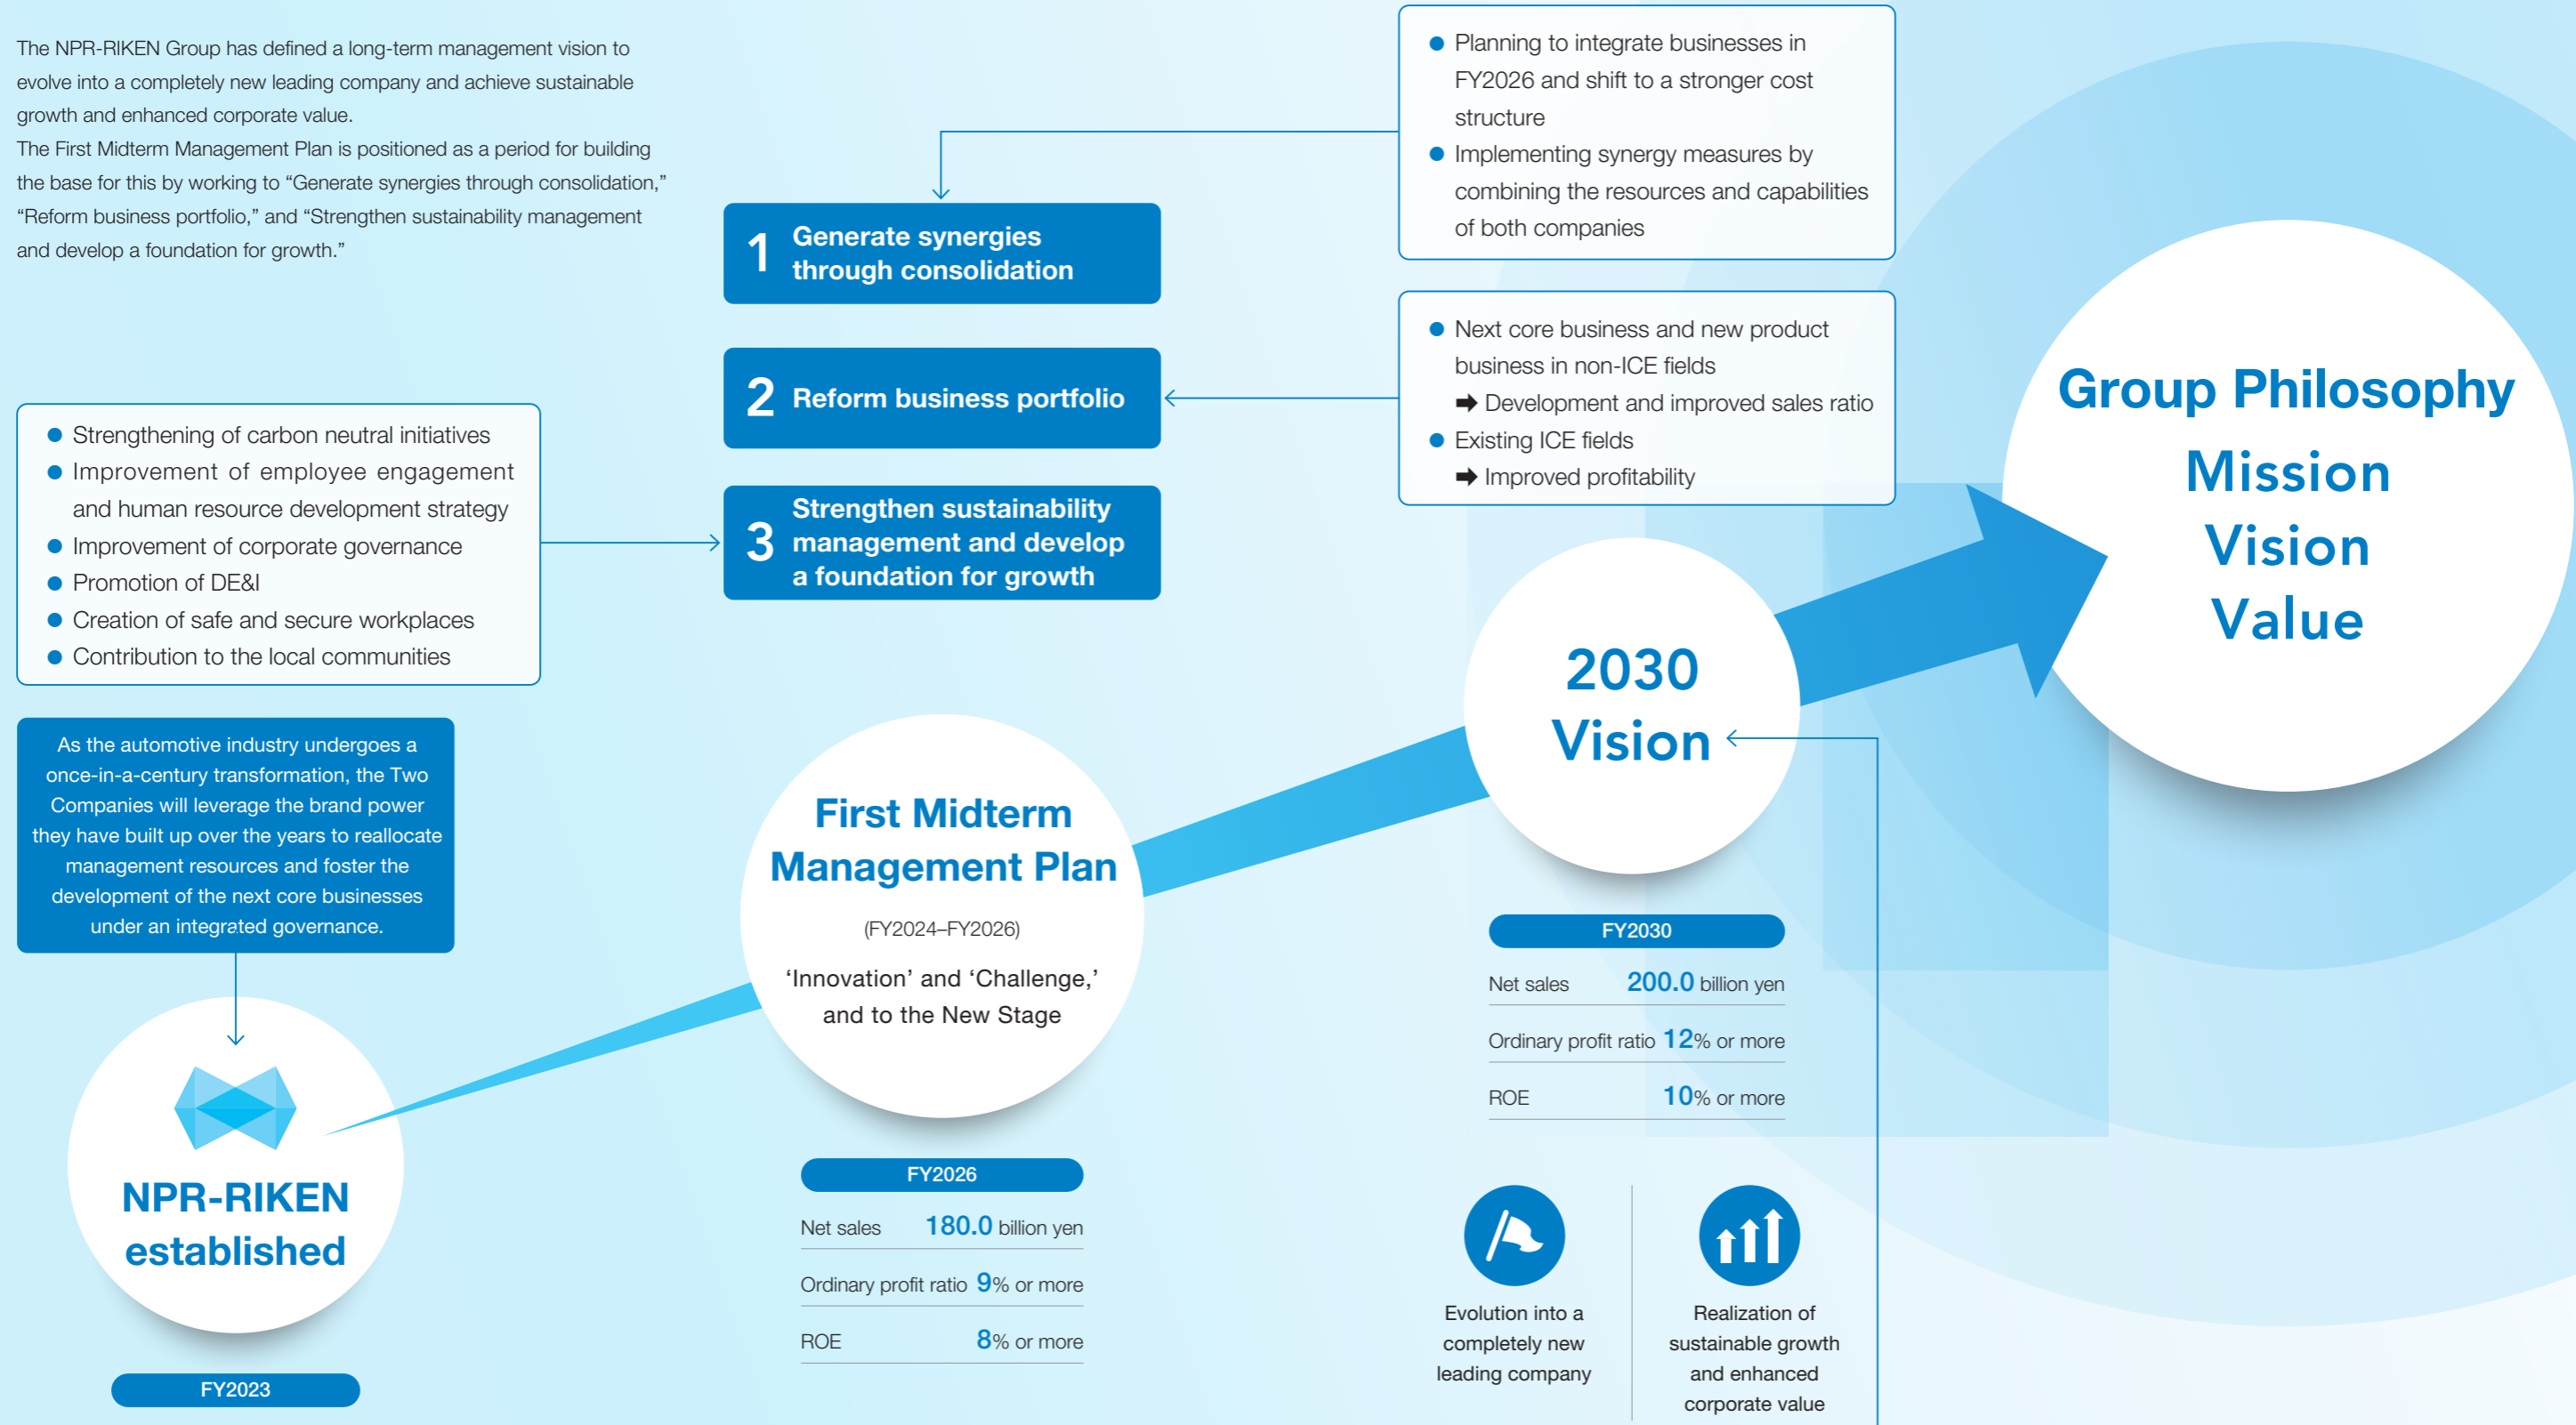 The NPR-RIKEN Group has defined a long-term management vision to
evolve into a completely new leading company and achieve sustainable
growth and enhanced corporate value.
The First Midterm Management Plan is positioned as a period for building
the base for this by working to “Generate synergies through consolidation,”
“Reform business portfolio,” and “Strengthen sustainability management
and develop a foundation for growth.”
● Planning to integrate businesses in
FY2026 and shift to a stronger cost
structure
● Implementing synergy measures by
combining the resources and capabilities
of both companies
1 Generate synergies
through consolidation
● Next core business and new product
business in non-ICE fields
➡ Development and improved sales ratio
● Existing ICE fields
➡ Improved profitability
2 Reform business portfolio
● Strengthening of carbon neutral initiatives
● Improvement of employee engagement
and human resource development strategy
● Improvement of corporate governance
● Promotion of DE&I
● Creation of safe and secure workplaces
● Contribution to the local communities
3 Strengthen sustainability
management and develop
a foundation for growth
As the automotive industry undergoes a
once-in-a-century transformation, the Two
Companies will leverage the brand power
they have built up over the years to reallocate
management resources and foster the
development of the next core businesses
under an integrated governance.
NPR-RIKEN
established
FY2023
First Midterm
Management Plan
(FY2024–FY2026)
‘Innovation’ and ‘Challenge,’
and to the New Stage
FY2026
Net sales 180.0 billion yen
Ordinary profit ratio 9% or more
ROE 8% or more
2030
Vision
FY2030
Net sales 200.0 billion yen
Ordinary profit ratio 12% or more
ROE 10% or more
Evolution into a
completely new
leading company
Realization of
sustainable growth
and enhanced
corporate value
Group Philosophy
Mission
Vision
Value